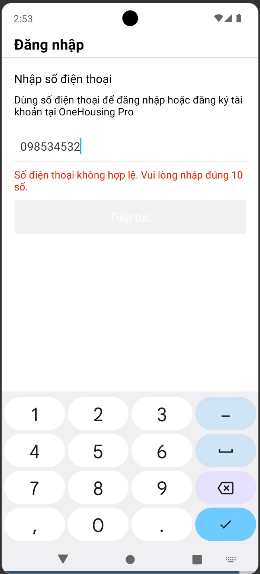 2:53
Đăng nhập
Nhập số điện thoại
Dùng số điện thoại để đăng nhập hoặc đăng ký tài
khoản tại OneHousing Pro
098534532
Số điện thoại không hợp lệ. Vui lòng nhập đúng 10
số.
Tiếp tục
1 2 3 –
4 5 6
7 8 9
, 0 .